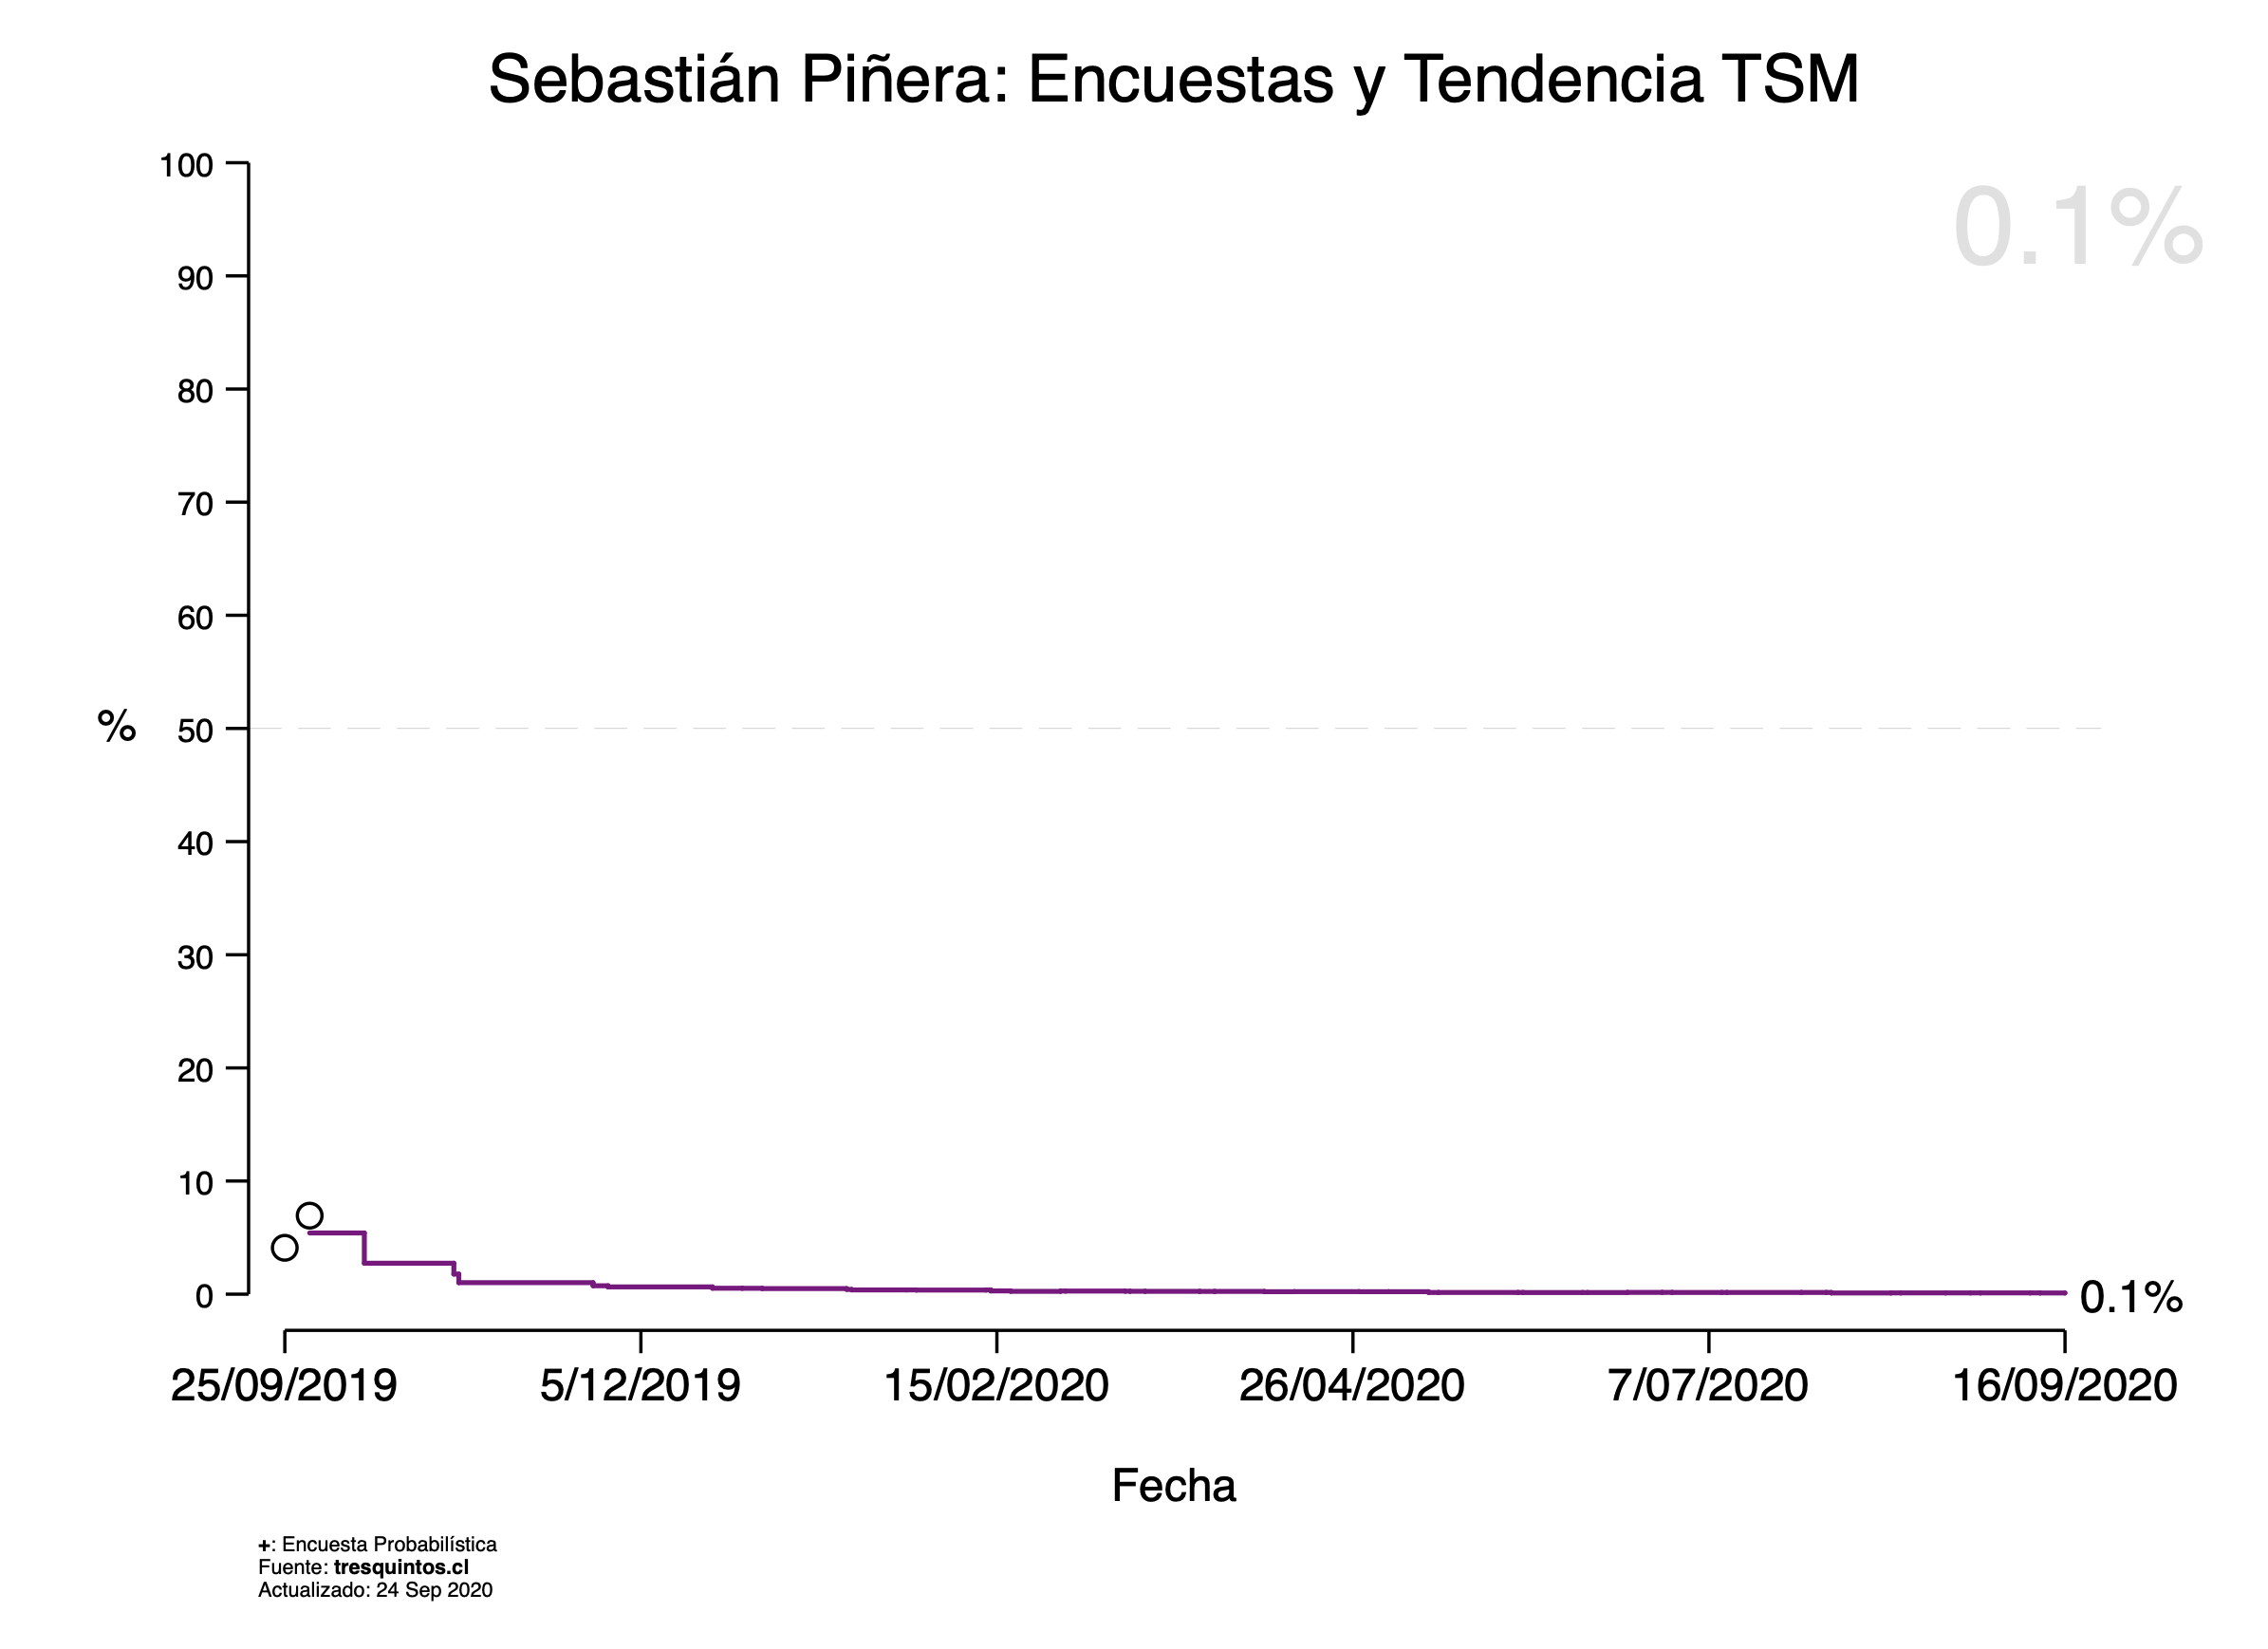 Sebastián Piñera: Encuestas y Tendencia TSM
0.1%
100
90
80
70
60
% 50
40
30
20
10
0
0.1%
25/09/2019 5/12/2019 15/02/2020 26/04/2020 7/07/2020 16/09/2020
Fecha
+: Encuesta Probabilística
Fuente: tresquintos.cl
Actualizado: 24 Sep 2020